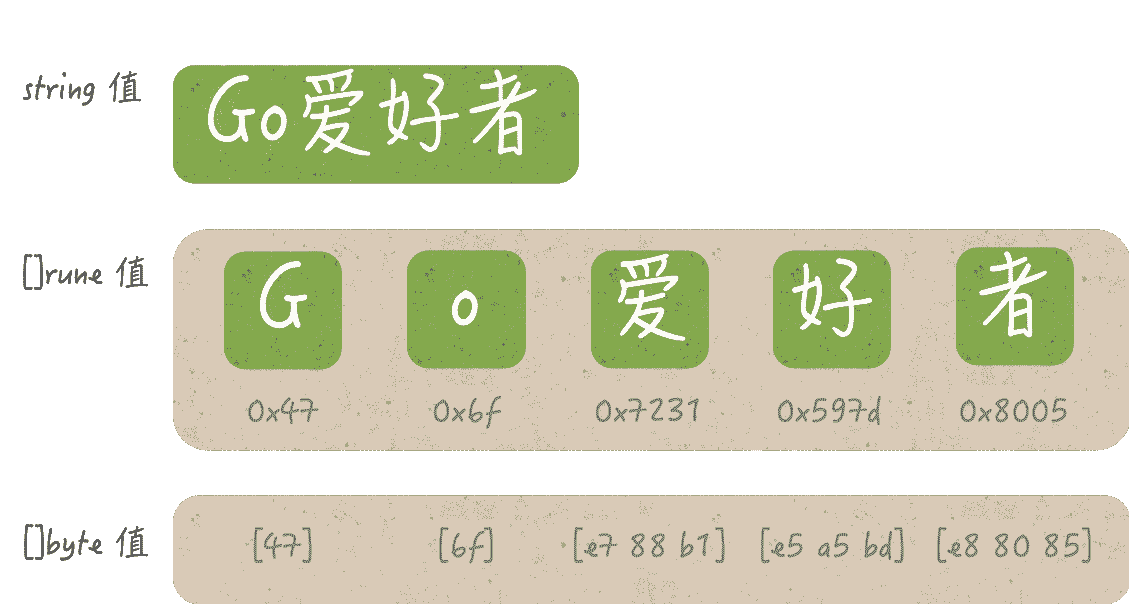 string 值 Go爱好者
[]rune 值 G o 爱 好 者
0x47 0x6f 0x7231 0x597d 0x8005
[]byte 值 [47] [6f] [e7 88 b1] [e5 a5 bd] [e8 80 85]